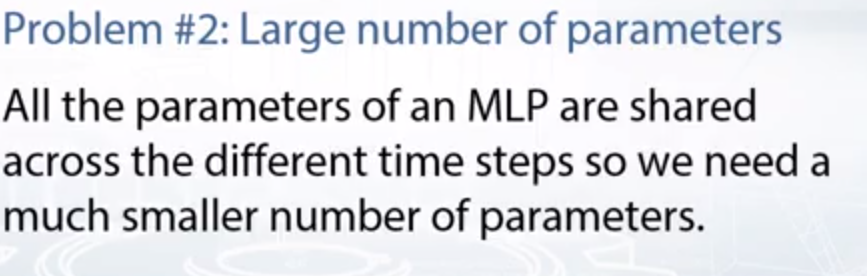 Problem #2: Large number of parameters
All the parameters of an MLP are shared
across the different time steps so we need a
much smaller number of parameters.